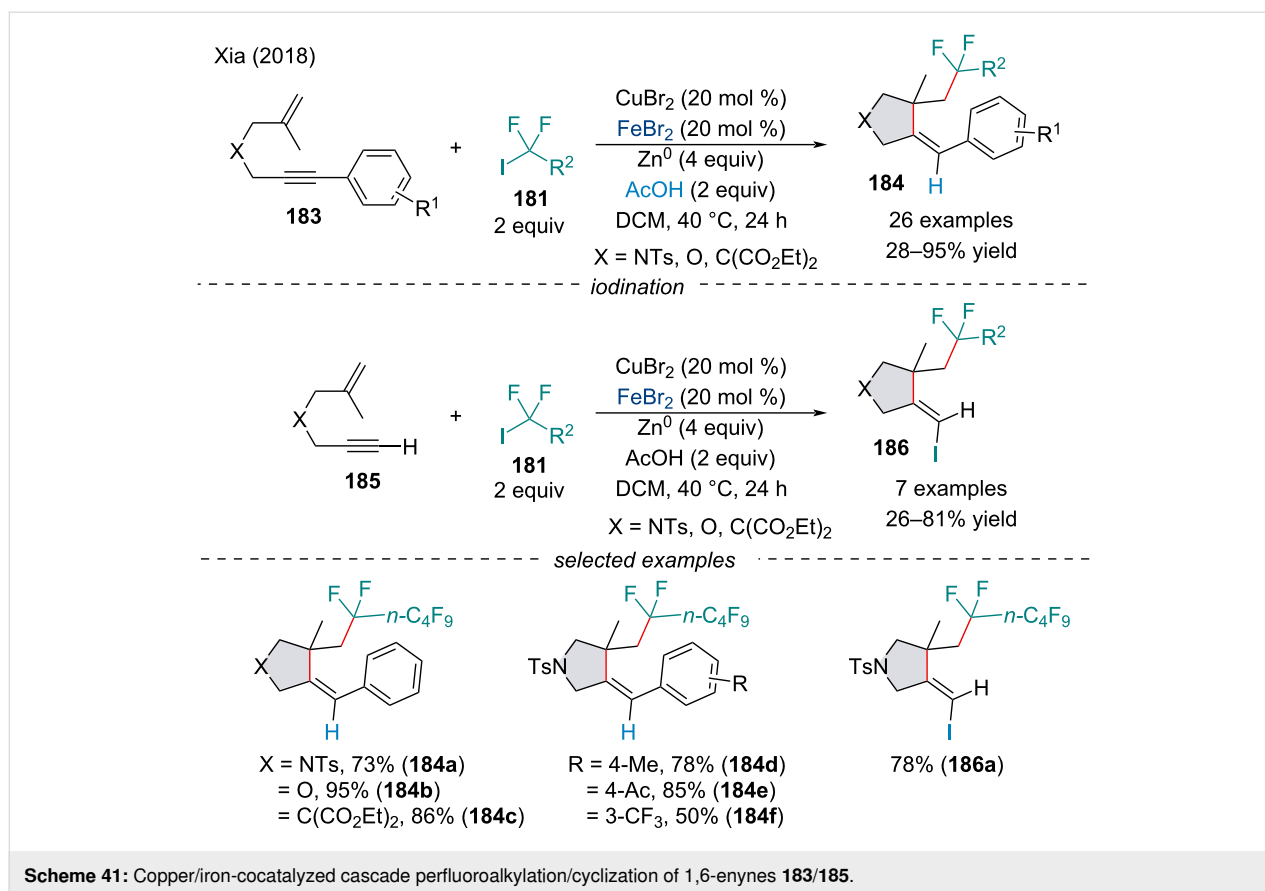 Xia (2018)
X
183
R¹
+
F F
I R²
181
2 equiv
CuBr₂ (20 mol %)
FeBr₂ (20 mol %)
Zn⁰ (4 equiv)
AcOH (2 equiv)
DCM, 40 °C, 24 h
X = NTs, O, C(CO₂Et)₂
F F
R²
X
R¹
H
184
26 examples
28–95% yield
iodination
X
H
185
+
F F
I R²
181
2 equiv
CuBr₂ (20 mol %)
FeBr₂ (20 mol %)
Zn⁰ (4 equiv)
AcOH (2 equiv)
DCM, 40 °C, 24 h
X = NTs, O, C(CO₂Et)₂
F F
R²
X
H
I
186
7 examples
26–81% yield
selected examples
F F
n-C₄F₉
X
H
X = NTs, 73% (184a)
= O, 95% (184b)
= C(CO₂Et)₂, 86% (184c)
F F
n-C₄F₉
TsN
R
H
R = 4-Me, 78% (184d)
= 4-Ac, 85% (184e)
= 3-CF₃, 50% (184f)
F F
n-C₄F₉
TsN
H
I
78% (186a)
Scheme 41: Copper/iron-cocatalyzed cascade perfluoroalkylation/cyclization of 1,6-enynes 183/185.